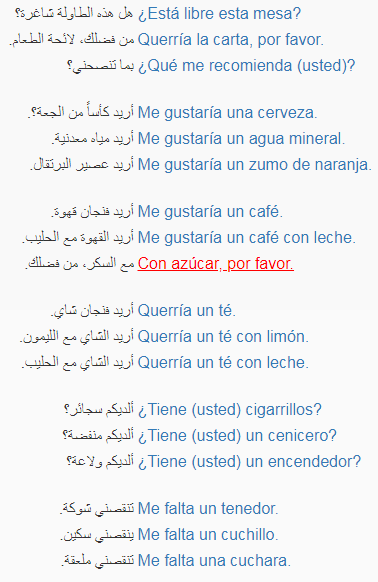 هل هذه الطاولة شاغرة؟ ¿Está libre esta mesa?
من فضلك، لائحة الطعام. Querría la carta, por favor.
بما تنصحني؟ ¿Qué me recomienda (usted)?
أريد كأساً من الجعة؟. Me gustaría una cerveza.
أريد مياه معدنية. Me gustaría un agua mineral.
أريد عصير البرتقال. Me gustaría un zumo de naranja.
أريد فنجان قهوة. Me gustaría un café.
أريد القهوة مع الحليب. Me gustaría un café con leche.
مع السكر، من فضلك. Con azúcar, por favor.
أريد فنجان شاي. Querría un té.
أريد الشاي مع الليمون. Querría un té con limón.
أريد الشاي مع الحليب. Querría un té con leche.
ألديكم سجائر؟ ¿Tiene (usted) cigarrillos?
ألديكم منفضة؟ ¿Tiene (usted) un cenicero?
ألديكم ولاعة؟ ¿Tiene (usted) un encendedor?
تنقصني شوكة. Me falta un tenedor.
ينقصني سكين. Me falta un cuchillo.
تنقصني ملعقة. Me falta una cuchara.